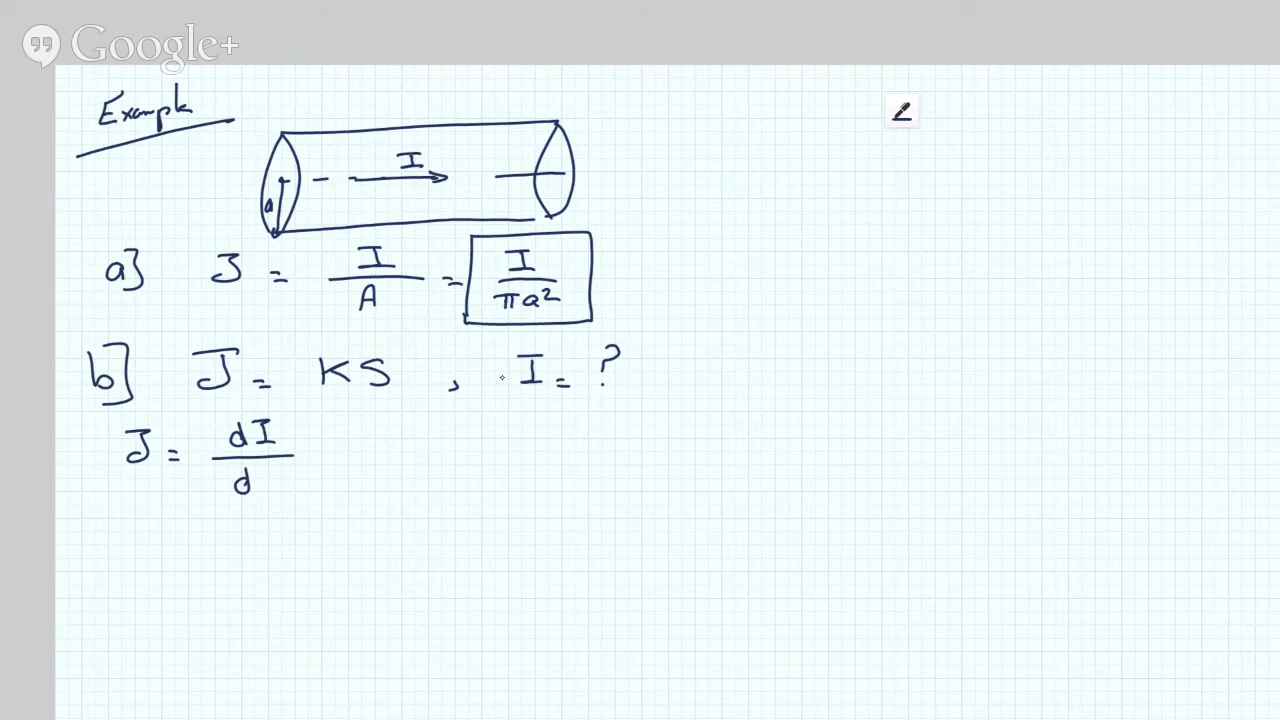 Google+
Example
I
a
a] J = I / A = I / πa²
b] J = KS , I = ?
J = dI / d